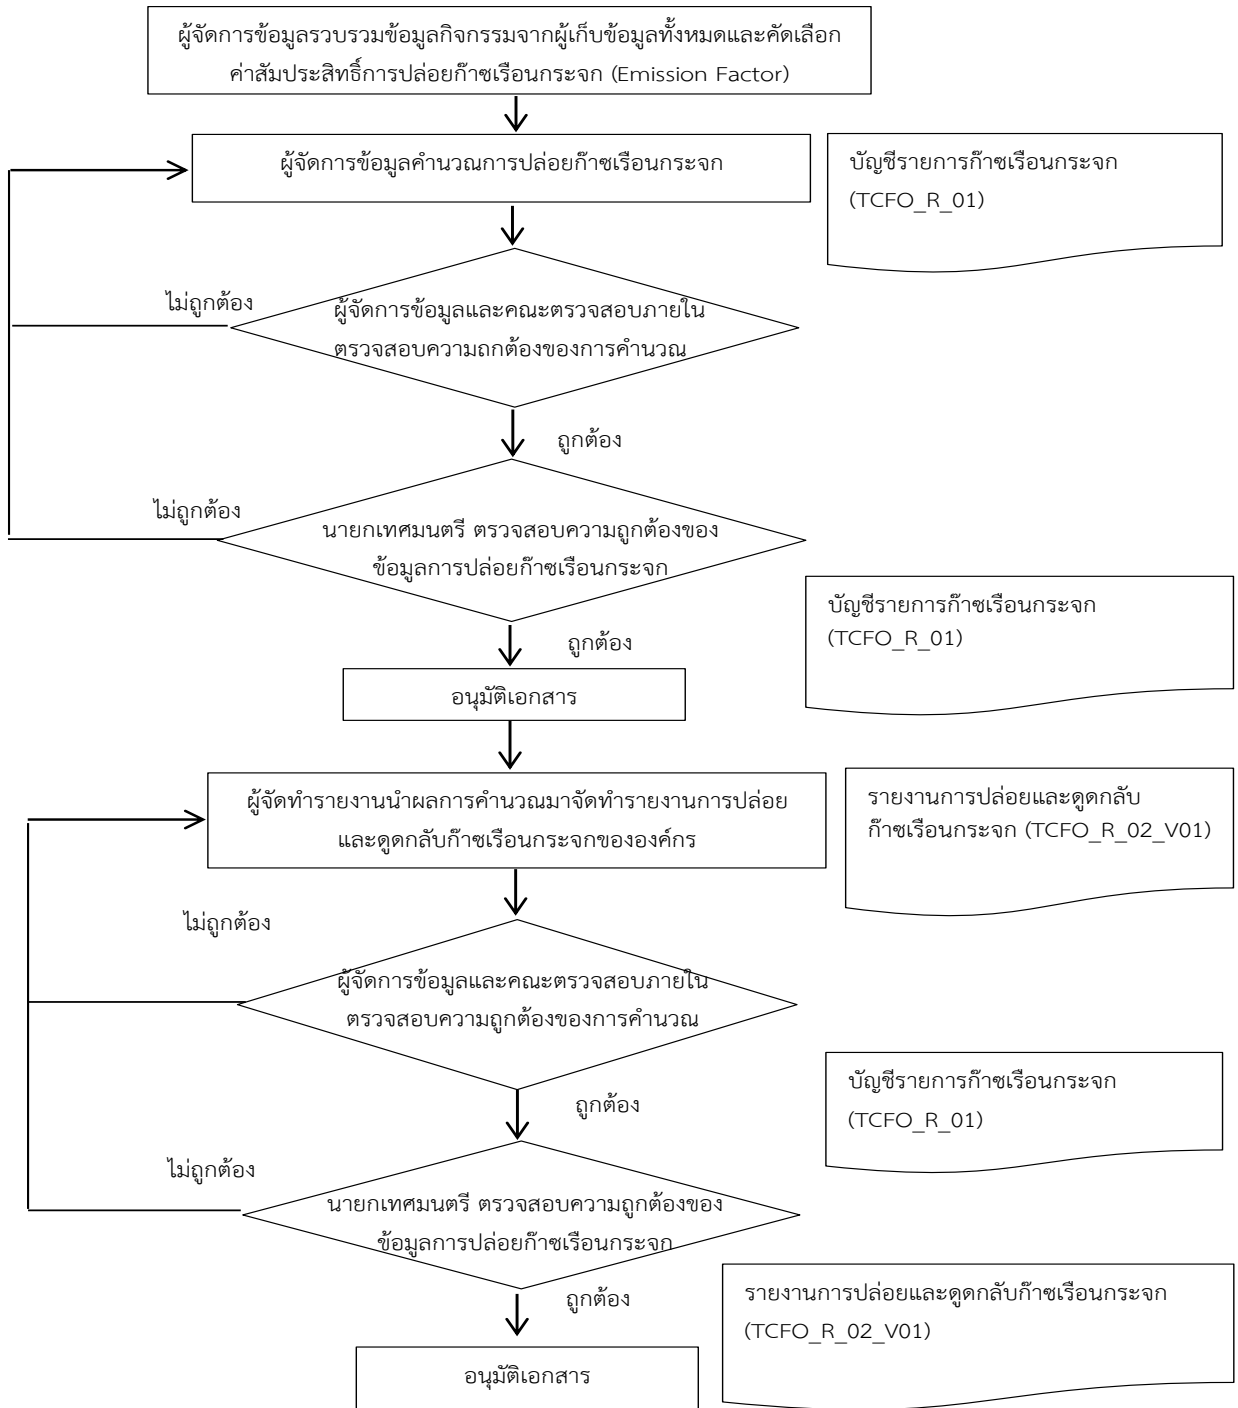 ผู้จัดการข้อมูลรวบรวมข้อมูลกิจกรรมจากผู้เก็บข้อมูลทั้งหมดและคัดเลือก
ค่าสัมประสิทธิ์การปล่อยก๊าซเรือนกระจก (Emission Factor)
ผู้จัดการข้อมูลคำนวณการปล่อยก๊าซเรือนกระจก
บัญชีรายการก๊าซเรือนกระจก
(TCFO_R_01)
ไม่ถูกต้อง
ผู้จัดการข้อมูลและคณะตรวจสอบภายใน
ตรวจสอบความถกต้องของการคำนวณ
ถูกต้อง
ไม่ถูกต้อง
นายกเทศมนตรี ตรวจสอบความถูกต้องของ
ข้อมูลการปล่อยก๊าซเรือนกระจก
บัญชีรายการก๊าซเรือนกระจก
(TCFO_R_01)
ถูกต้อง
อนุมัติเอกสาร
ผู้จัดทำรายงานนำผลการคำนวณมาจัดทำรายงานการปล่อย
และดูดกลับก๊าซเรือนกระจกขององค์กร
รายงานการปล่อยและดูดกลับ
ก๊าซเรือนกระจก (TCFO_R_02_V01)
ไม่ถูกต้อง
ผู้จัดการข้อมูลและคณะตรวจสอบภายใน
ตรวจสอบความถูกต้องของการคำนวณ
บัญชีรายการก๊าซเรือนกระจก
(TCFO_R_01)
ถูกต้อง
ไม่ถูกต้อง
นายกเทศมนตรี ตรวจสอบความถูกต้องของ
ข้อมูลการปล่อยก๊าซเรือนกระจก
รายงานการปล่อยและดูดกลับก๊าซเรือนกระจก
(TCFO_R_02_V01)
ถูกต้อง
อนุมัติเอกสาร